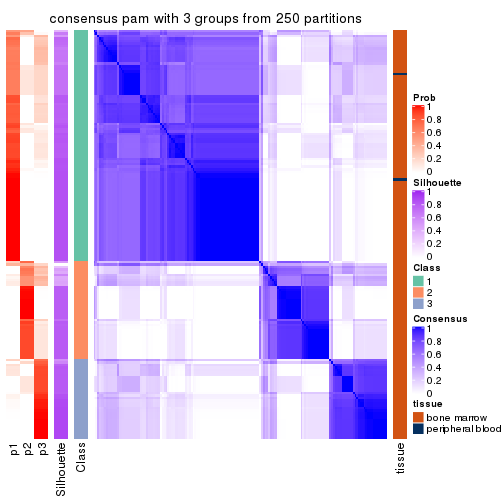 consensus pam with 3 groups from 250 partitions
Prob
1
0.8
0.6
0.4
0.2
0
Silhouette
1
0.8
0.6
0.4
0.2
0
Class
1
2
3
Consensus
1
0.8
0.6
0.4
0.2
0
tissue
bone marrow
peripheral blood
p1
p2
p3
Silhouette
Class
tissue